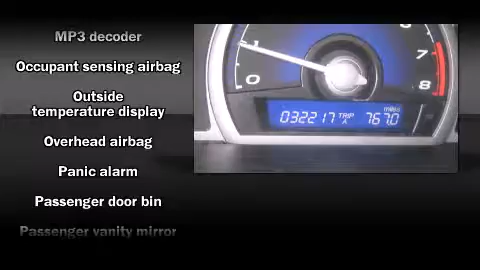 MP3 decoder
Occupant sensing airbag
Outside
temperature display
Overhead airbag
Panic alarm
Passenger door bin
Passenger vanity mirror
1
0
7
8
miles
032217 TRIP A 767.0